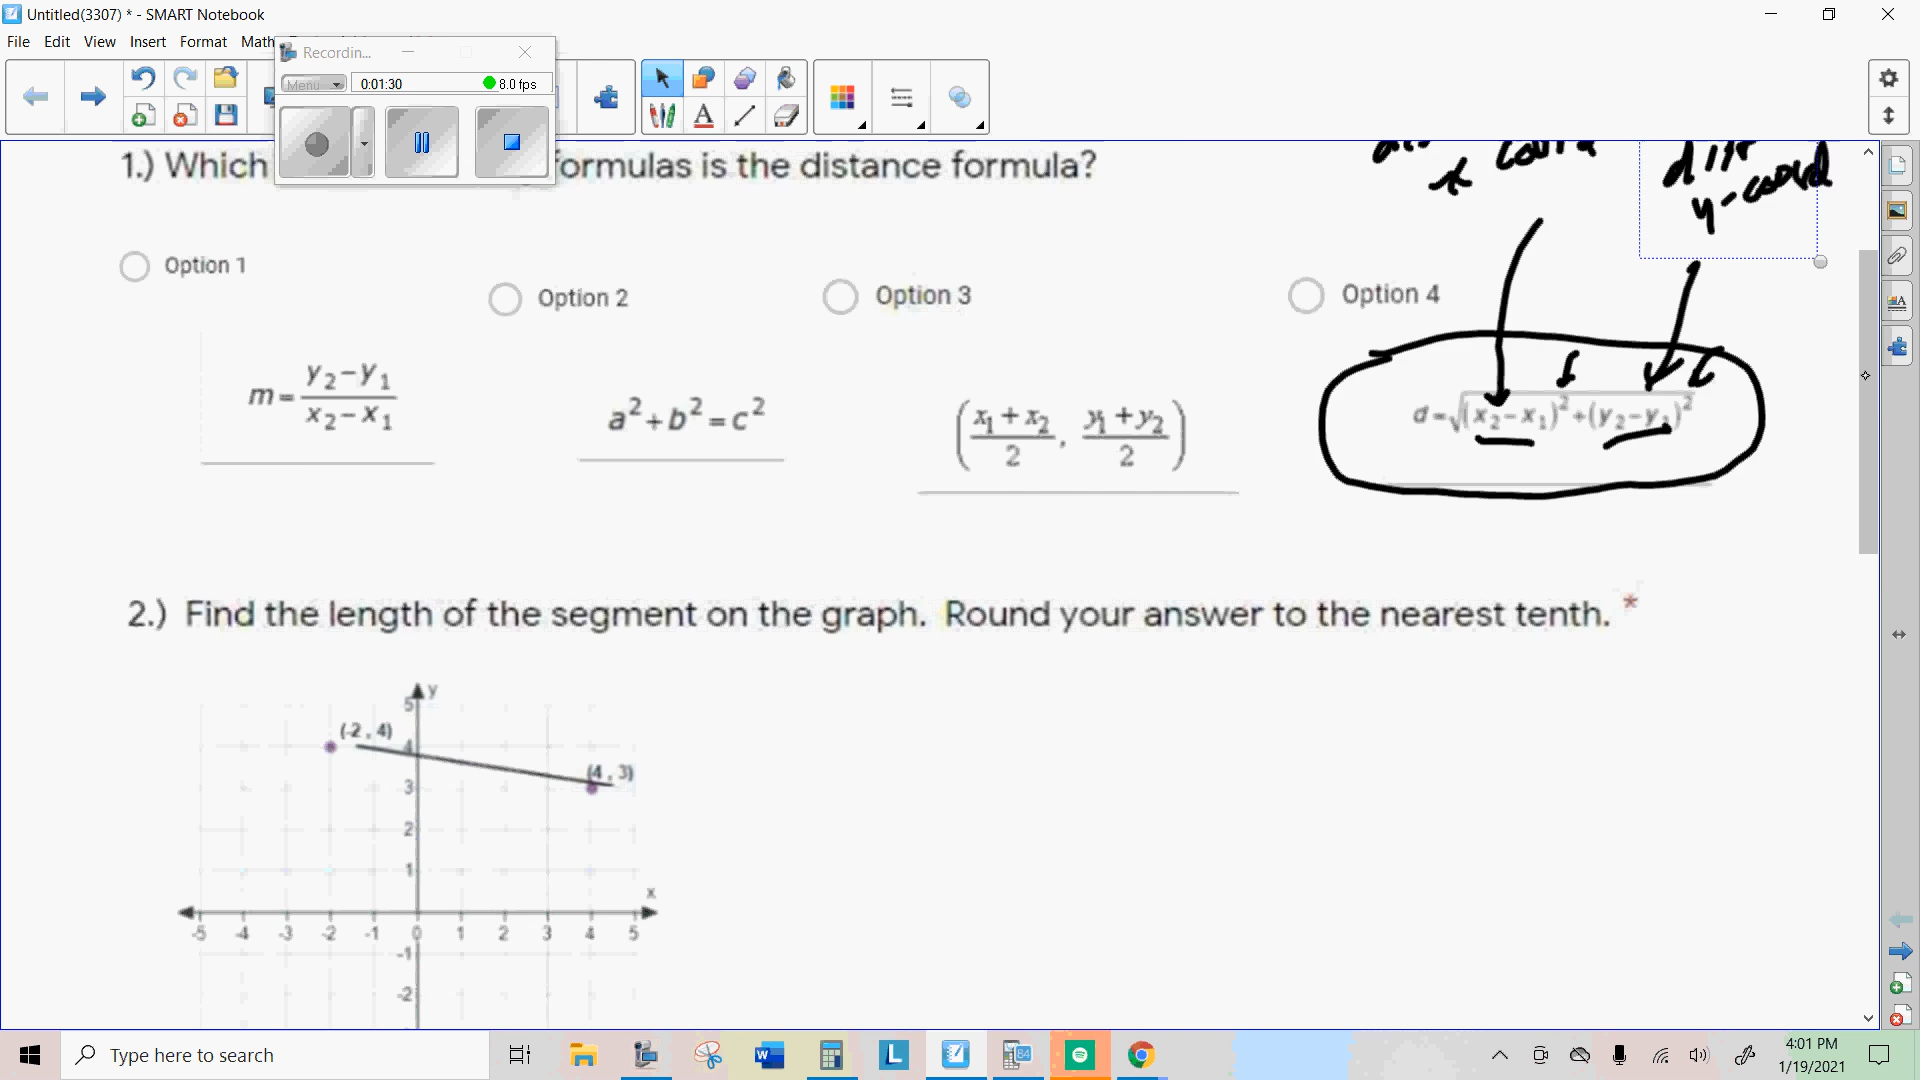 Untitled(3307) * - SMART Notebook
File Edit View Insert Format Math
Recordin...
Menu 0:01:30 8.0 fps
1.) Which ormulas is the distance formula?
x coord
diff
y-coord
Option 1
Option 2
Option 3
Option 4
m = y₂-y₁ / x₂-x₁
a² + b² = c²
(x₁ + x₂ / 2 , y₁ + y₂ / 2)
d = √(x₂ - x₁)² + (y₂ - y₁)²
2.) Find the length of the segment on the graph. Round your answer to the nearest tenth. *
y
5
(-2 , 4)
4
(4 , 3)
3
2
1
x
-5 -4 -3 -2 -1 0 1 2 3 4 5
-1
-2
Type here to search
4:01 PM
1/19/2021